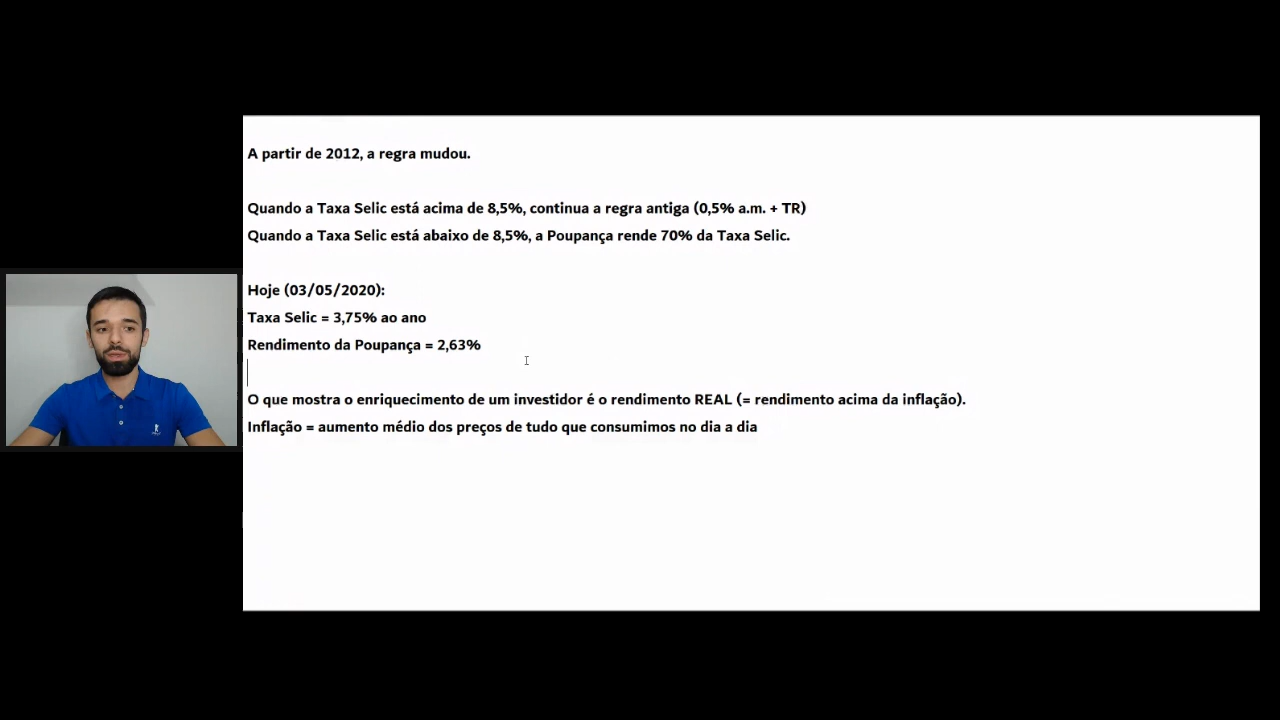 A partir de 2012, a regra mudou.
Quando a Taxa Selic está acima de 8,5%, continua a regra antiga (0,5% a.m. + TR)
Quando a Taxa Selic está abaixo de 8,5%, a Poupança rende 70% da Taxa Selic.
Hoje (03/05/2020):
Taxa Selic = 3,75% ao ano
Rendimento da Poupança = 2,63%
O que mostra o enriquecimento de um investidor é o rendimento REAL (= rendimento acima da inflação).
Inflação = aumento médio dos preços de tudo que consumimos no dia a dia